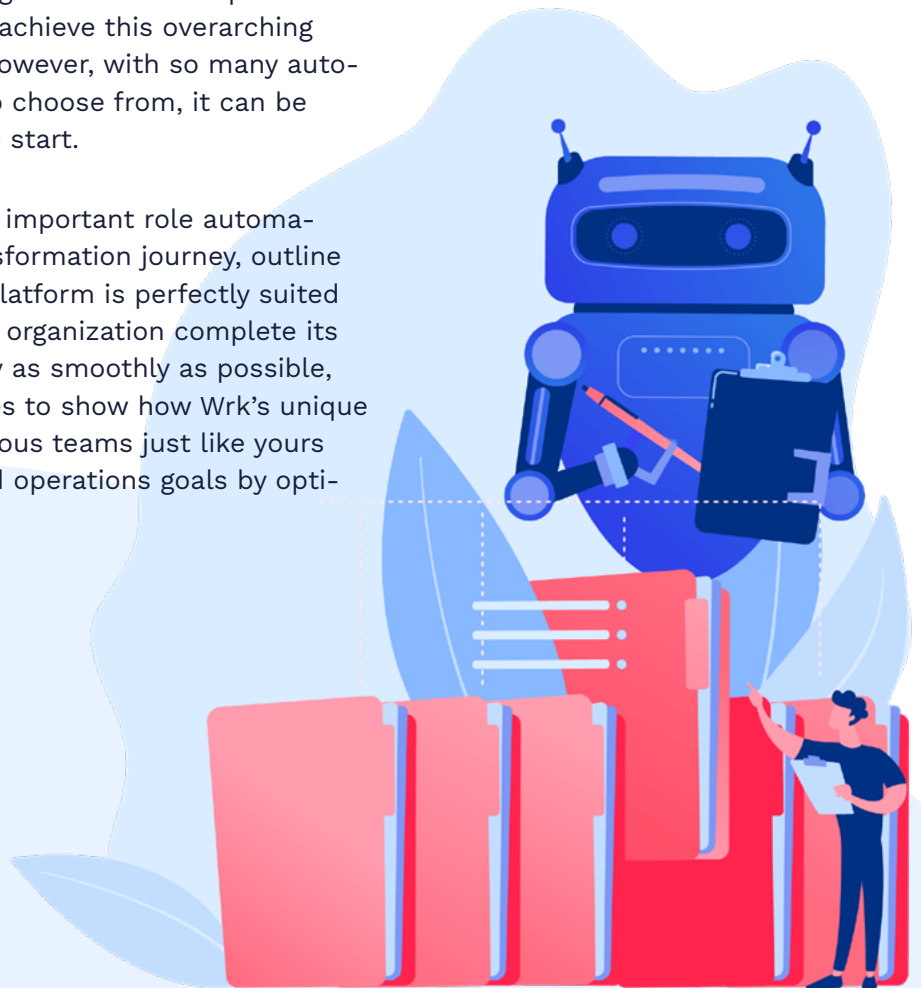 achieve this overarching
owever, with so many auto-
choose from, it can be
start.
important role automa-
sformation journey, outline
latform is perfectly suited
organization complete its
as smoothly as possible,
es to show how Wrk's unique
ous teams just like yours
operations goals by opti-